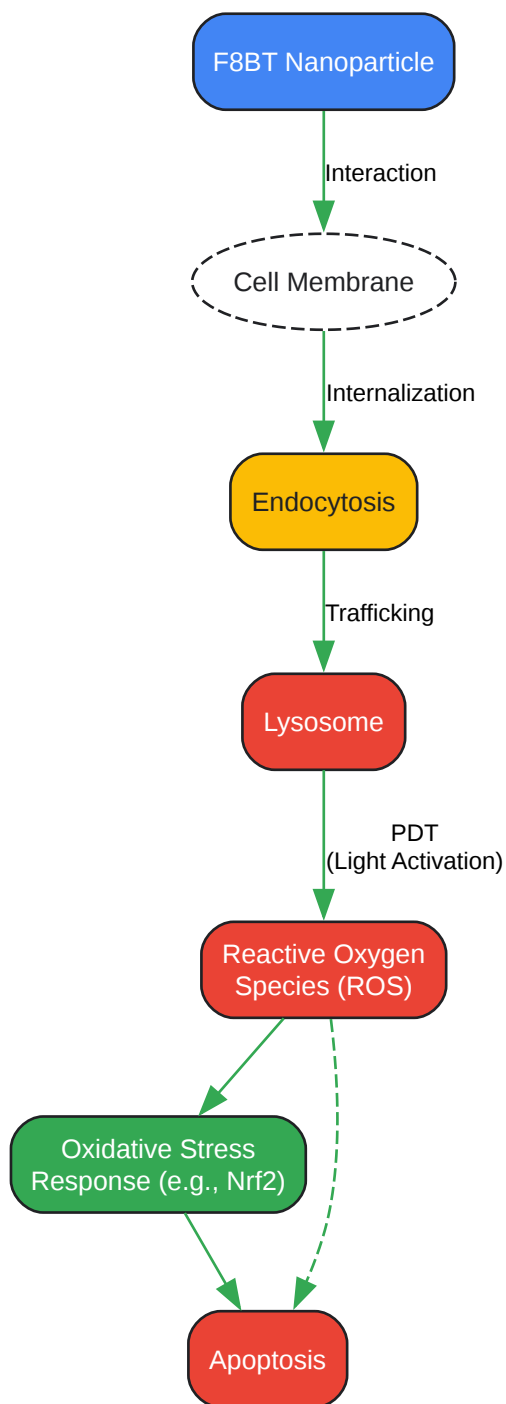 F8BT Nanoparticle
Interaction
Cell Membrane
Internalization
Endocytosis
Trafficking
Lysosome
PDT
(Light Activation)
Reactive Oxygen
Species (ROS)
Oxidative Stress
Response (e.g., Nrf2)
Apoptosis